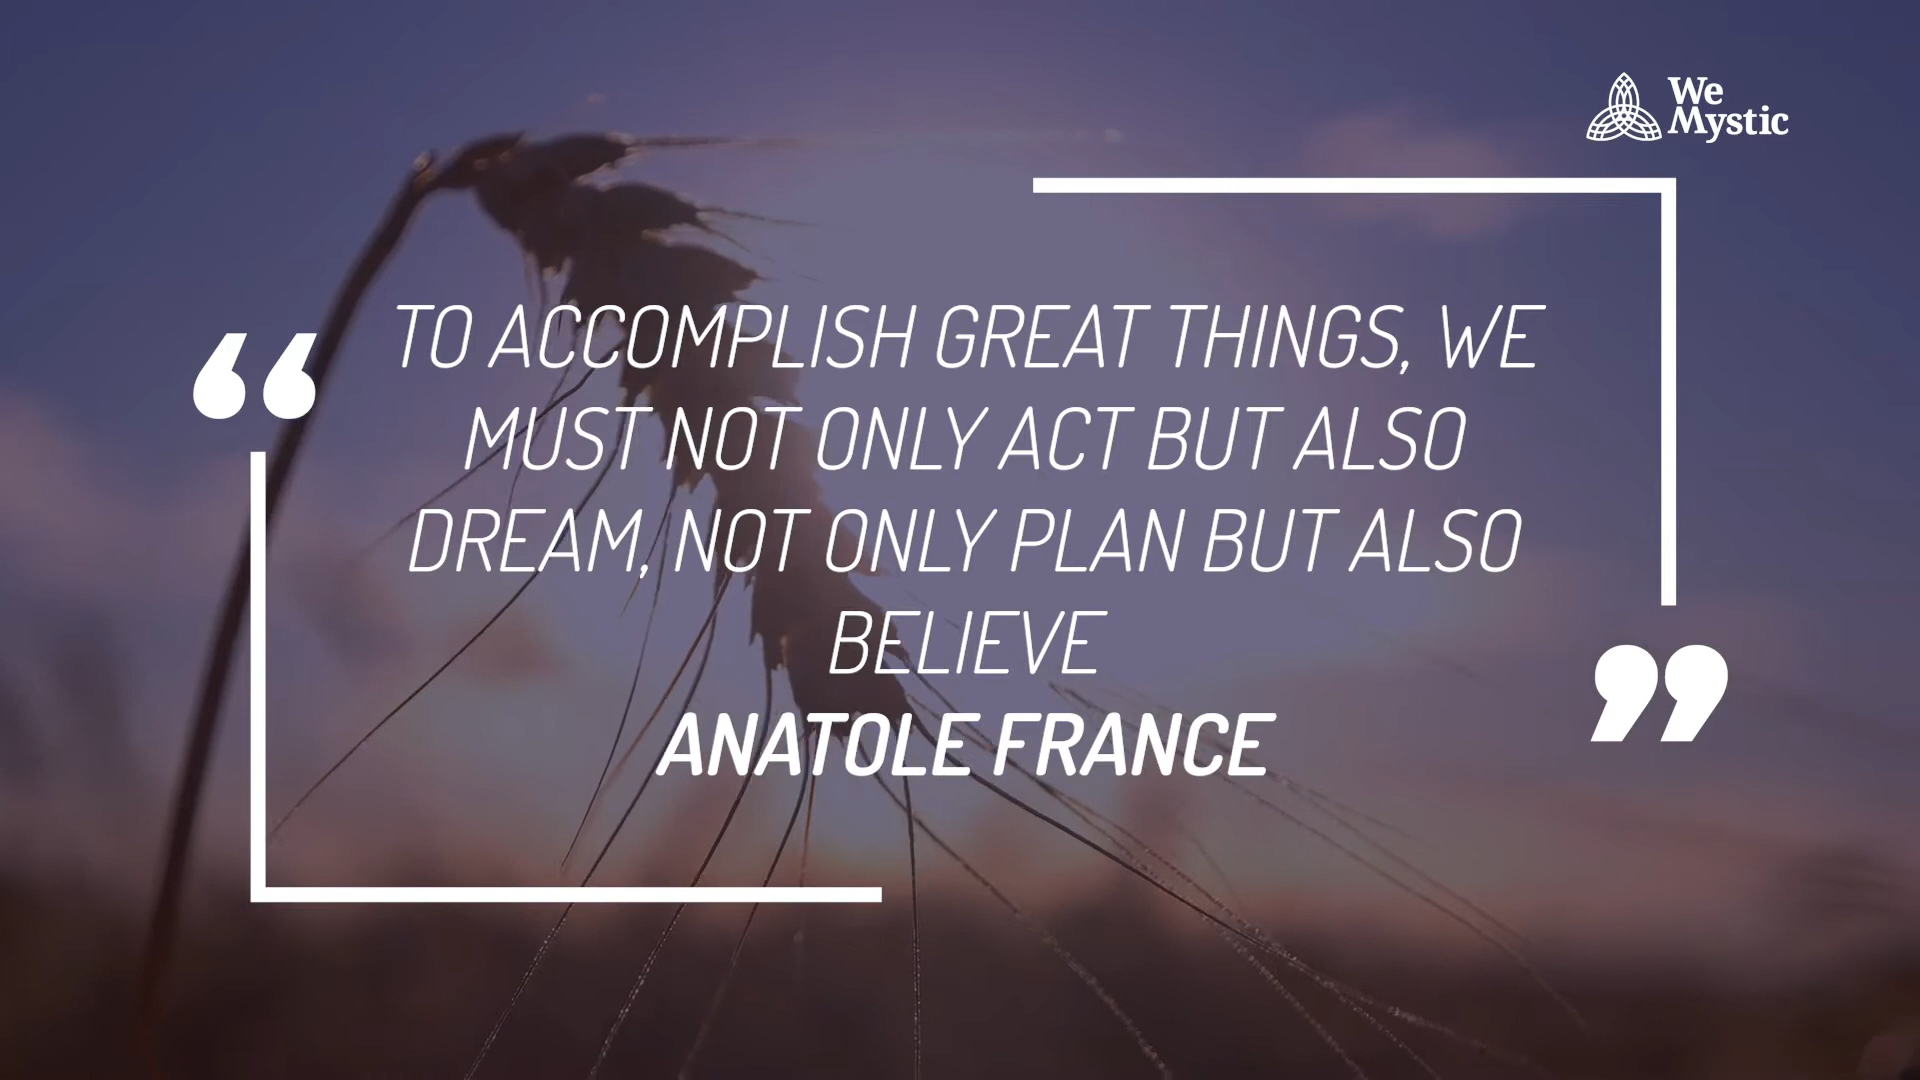 We
Mystic
“
TO ACCOMPLISH GREAT THINGS, WE
MUST NOT ONLY ACT BUT ALSO
DREAM, NOT ONLY PLAN BUT ALSO
BELIEVE
ANATOLE FRANCE
”